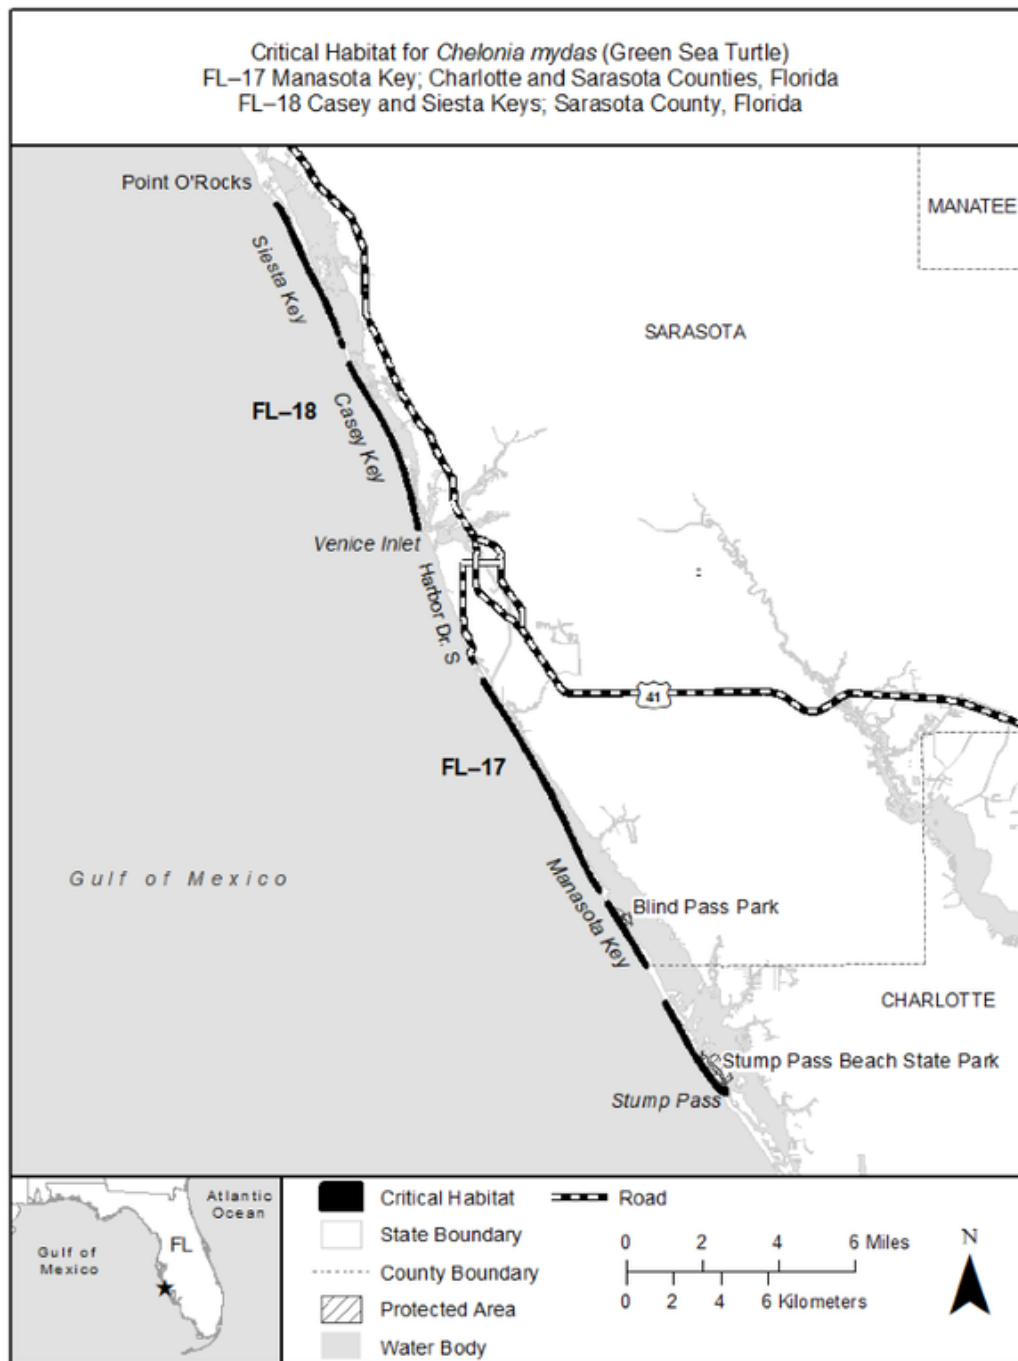 Critical Habitat for Chelonia mydas (Green Sea Turtle)
FL–17 Manasota Key; Charlotte and Sarasota Counties, Florida
FL–18 Casey and Siesta Keys; Sarasota County, Florida
Point O'Rocks
MANATEE
Siesta Key
SARASOTA
FL–18
Casey Key
Venice Inlet
Harbor Dr. S
41
FL–17
Gulf of Mexico
Manasota Key
Blind Pass Park
CHARLOTTE
Stump Pass Beach State Park
Stump Pass
Atlantic
Ocean
FL
Gulf of
Mexico
Critical Habitat
Road
State Boundary
County Boundary
Protected Area
Water Body
0 2 4 6 Miles
0 2 4 6 Kilometers
N